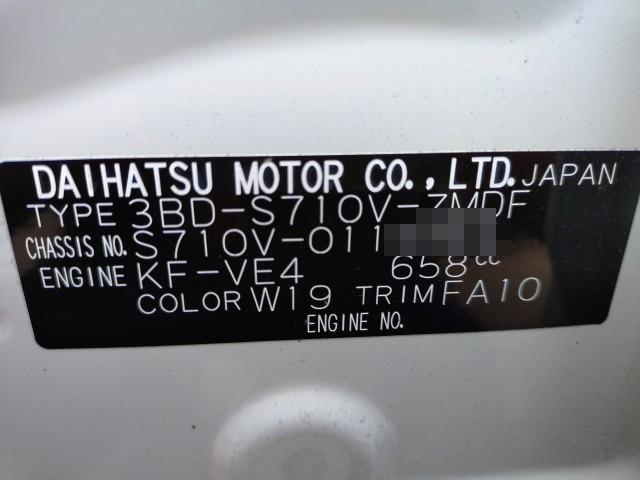 DAIHATSU MOTOR CO., LTD. JAPAN
TYPE 3BD-S710V-ZMDF
CHASSIS NO. S710V-011
ENGINE KF-VE4 658cc
COLOR W19 TRIM FA10
ENGINE NO.